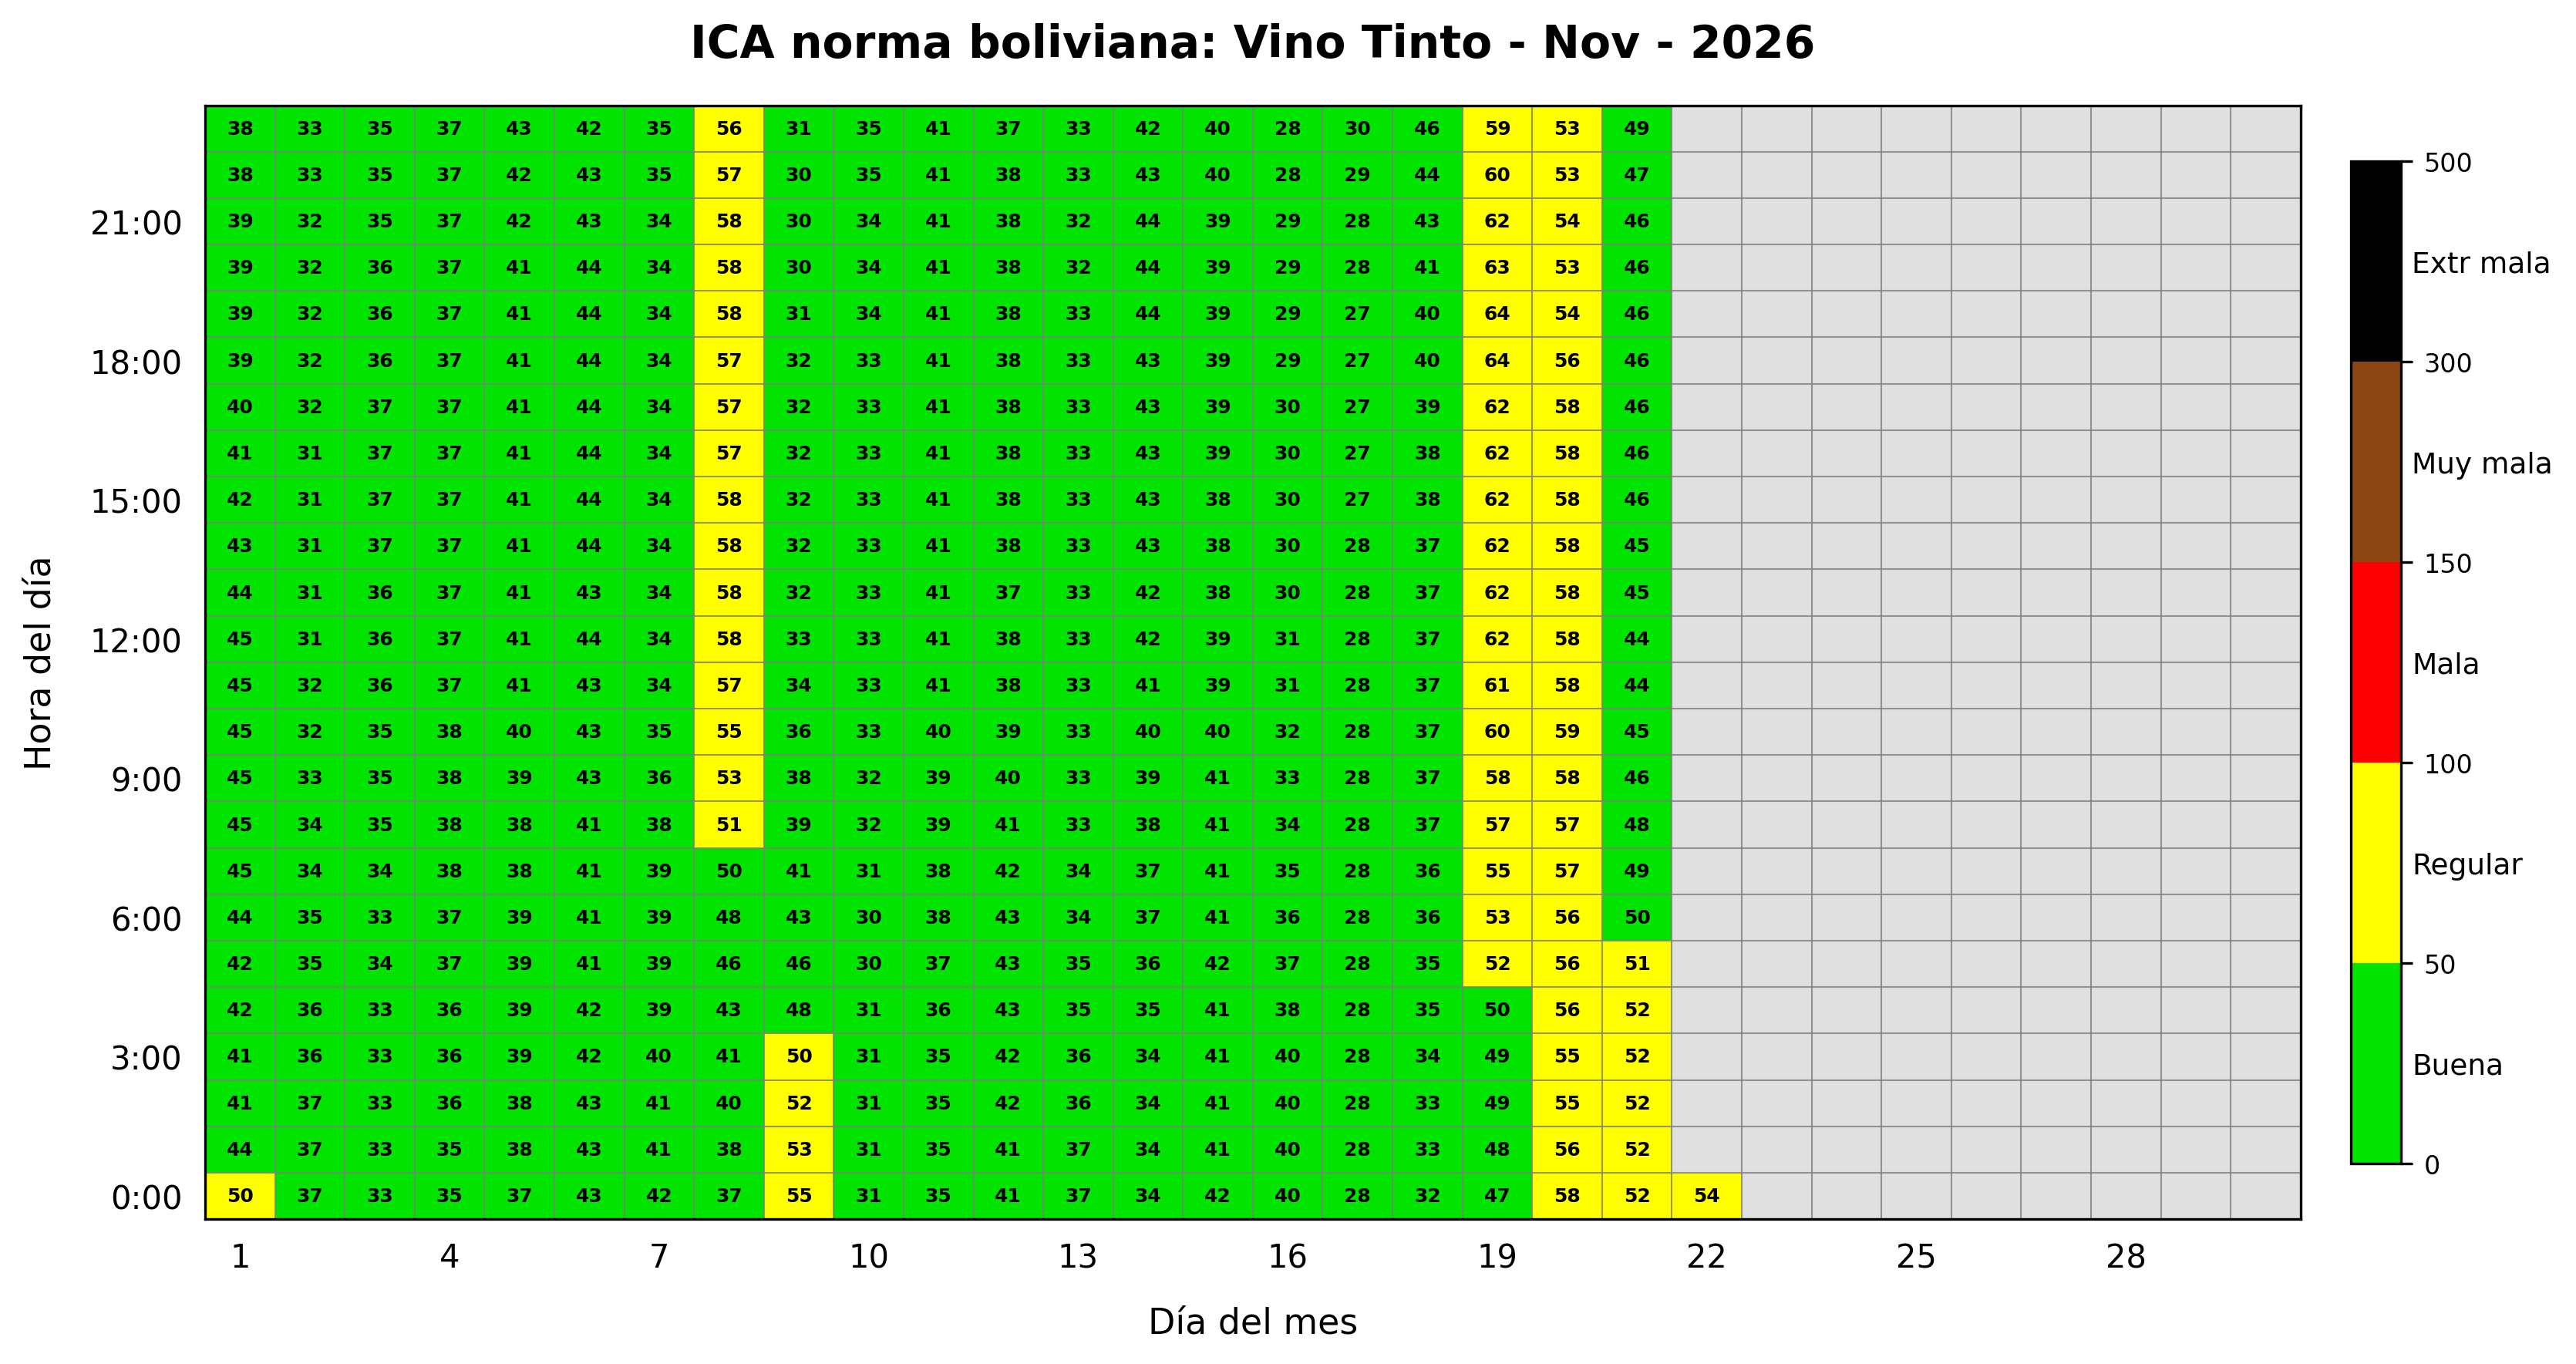 ICA norma boliviana: Vino Tinto - Nov - 2026
38 33 35 37 43 42 35 56 31 35 41 37 33 42 40 28 30 46 59 53 49
38 33 35 37 42 43 35 57 30 35 41 38 33 43 40 28 29 44 60 53 47
21:00 39 32 35 37 42 43 34 58 30 34 41 38 32 44 39 29 28 43 62 54 46
39 32 36 37 41 44 34 58 30 34 41 38 32 44 39 29 28 41 63 53 46
39 32 36 37 41 44 34 58 31 34 41 38 33 44 39 29 27 40 64 54 46
18:00 39 32 36 37 41 44 34 57 32 33 41 38 33 43 39 29 27 40 64 56 46
40 32 37 37 41 44 34 57 32 33 41 38 33 43 39 30 27 39 62 58 46
41 31 37 37 41 44 34 57 32 33 41 38 33 43 39 30 27 38 62 58 46
15:00 42 31 37 37 41 44 34 58 32 33 41 38 33 43 38 30 27 38 62 58 46
43 31 37 37 41 44 34 58 32 33 41 38 33 43 38 30 28 37 62 58 45
44 31 36 37 41 43 34 58 32 33 41 37 33 42 38 30 28 37 62 58 45
12:00 45 31 36 37 41 44 34 58 33 33 41 38 33 42 39 31 28 37 62 58 44
45 32 36 37 41 43 34 57 34 33 41 38 33 41 39 31 28 37 61 58 44
45 32 35 38 40 43 35 55 36 33 40 39 33 40 40 32 28 37 60 59 45
9:00 45 33 35 38 39 43 36 53 38 32 39 40 33 39 41 33 28 37 58 58 46
45 34 35 38 38 41 38 51 39 32 39 41 33 38 41 34 28 37 57 57 48
45 34 34 38 38 41 39 50 41 31 38 42 34 37 41 35 28 36 55 57 49
6:00 44 35 33 37 39 41 39 48 43 30 38 43 34 37 41 36 28 36 53 56 50
42 35 34 37 39 41 39 46 46 30 37 43 35 36 42 37 28 35 52 56 51
42 36 33 36 39 42 39 43 48 31 36 43 35 35 41 38 28 35 50 56 52
3:00 41 36 33 36 39 42 40 41 50 31 35 42 36 34 41 40 28 34 49 55 52
41 37 33 36 38 43 41 40 52 31 35 42 36 34 41 40 28 33 49 55 52
44 37 33 35 38 43 41 38 53 31 35 41 37 34 41 40 28 33 48 56 52
0:00 50 37 33 35 37 43 42 37 55 31 35 41 37 34 42 40 28 32 47 58 52 54
1 4 7 10 13 16 19 22 25 28
Día del mes
Hora del día
500
Extr mala
300
Muy mala
150
Mala
100
Regular
50
Buena
0